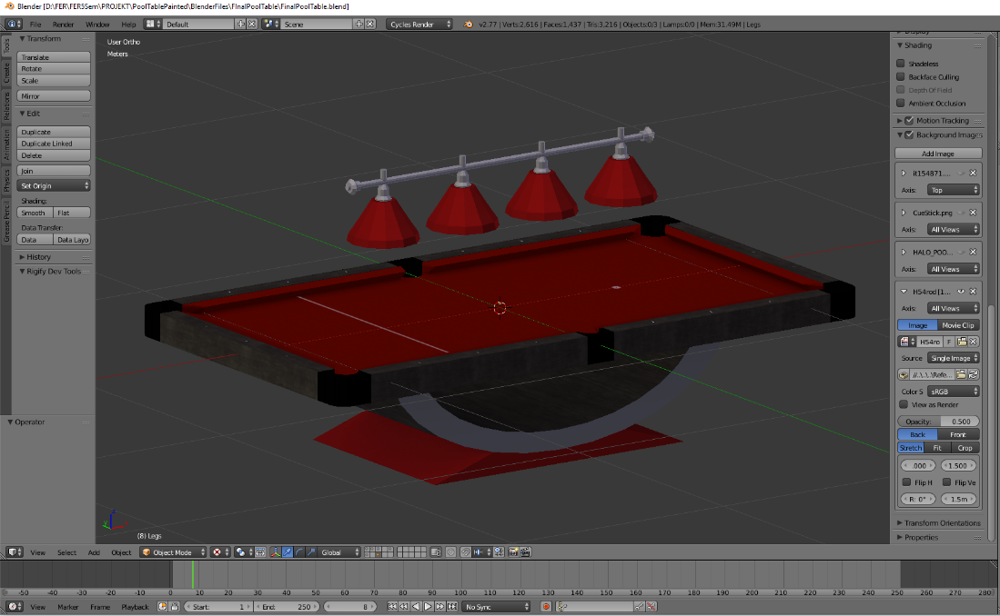 Blender [D:\FER\FER5Sem\PROJEKT\PoolTablePainted\BlenderFiles\FInalPoolTable\FinalPoolTable.blend]
File Render Window Help Default Scene Cycles Render v2.77 | Verts:2,616 | Faces:1,437 | Tris:3,216 | Objects:0/3 | Lamps:0/0 | Mem:31.49M | Legs
Tools
Create
Relations
Animation
Physics
Grease Pencil
Transform
Translate
Rotate
Scale
Mirror
Edit
Duplicate
Duplicate Linked
Delete
Join
Set Origin
Shading:
Smooth Flat
Data Transfer:
Data Data Layo
History
Rigify Dev Tools
Operator
User Ortho
Meters
(8) Legs
Display
Shading
Shadeless
Backface Culling
Depth Of Field
Ambient Occlusion
Motion Tracking
Background Images
Add Image
it154871....
Axis: Top
CueStick.png
Axis: All Views
HALO_POO...
Axis: All Views
H54rod [1...
Axis: All Views
Image Movie Clip
H54ro F
Source Single Image
//..\..\..\Refe...
Color S sRGB
View as Render
Opacity: 0.500
Back Front
Stretch Fit Crop
.000 1.500
Flip H Flip Ve
R: 0° 1.5m
Transform Orientations
Properties
View Select Add Object Object Mode Global
-50 -40 -30 -20 -10 0 10 20 30 40 50 60 70 80 90 100 110 120 130 140 150 160 170 180 190 200 210 220 230 240 250 260 270 280
View Marker Frame Playback Start: 1 End: 250 8 No Sync